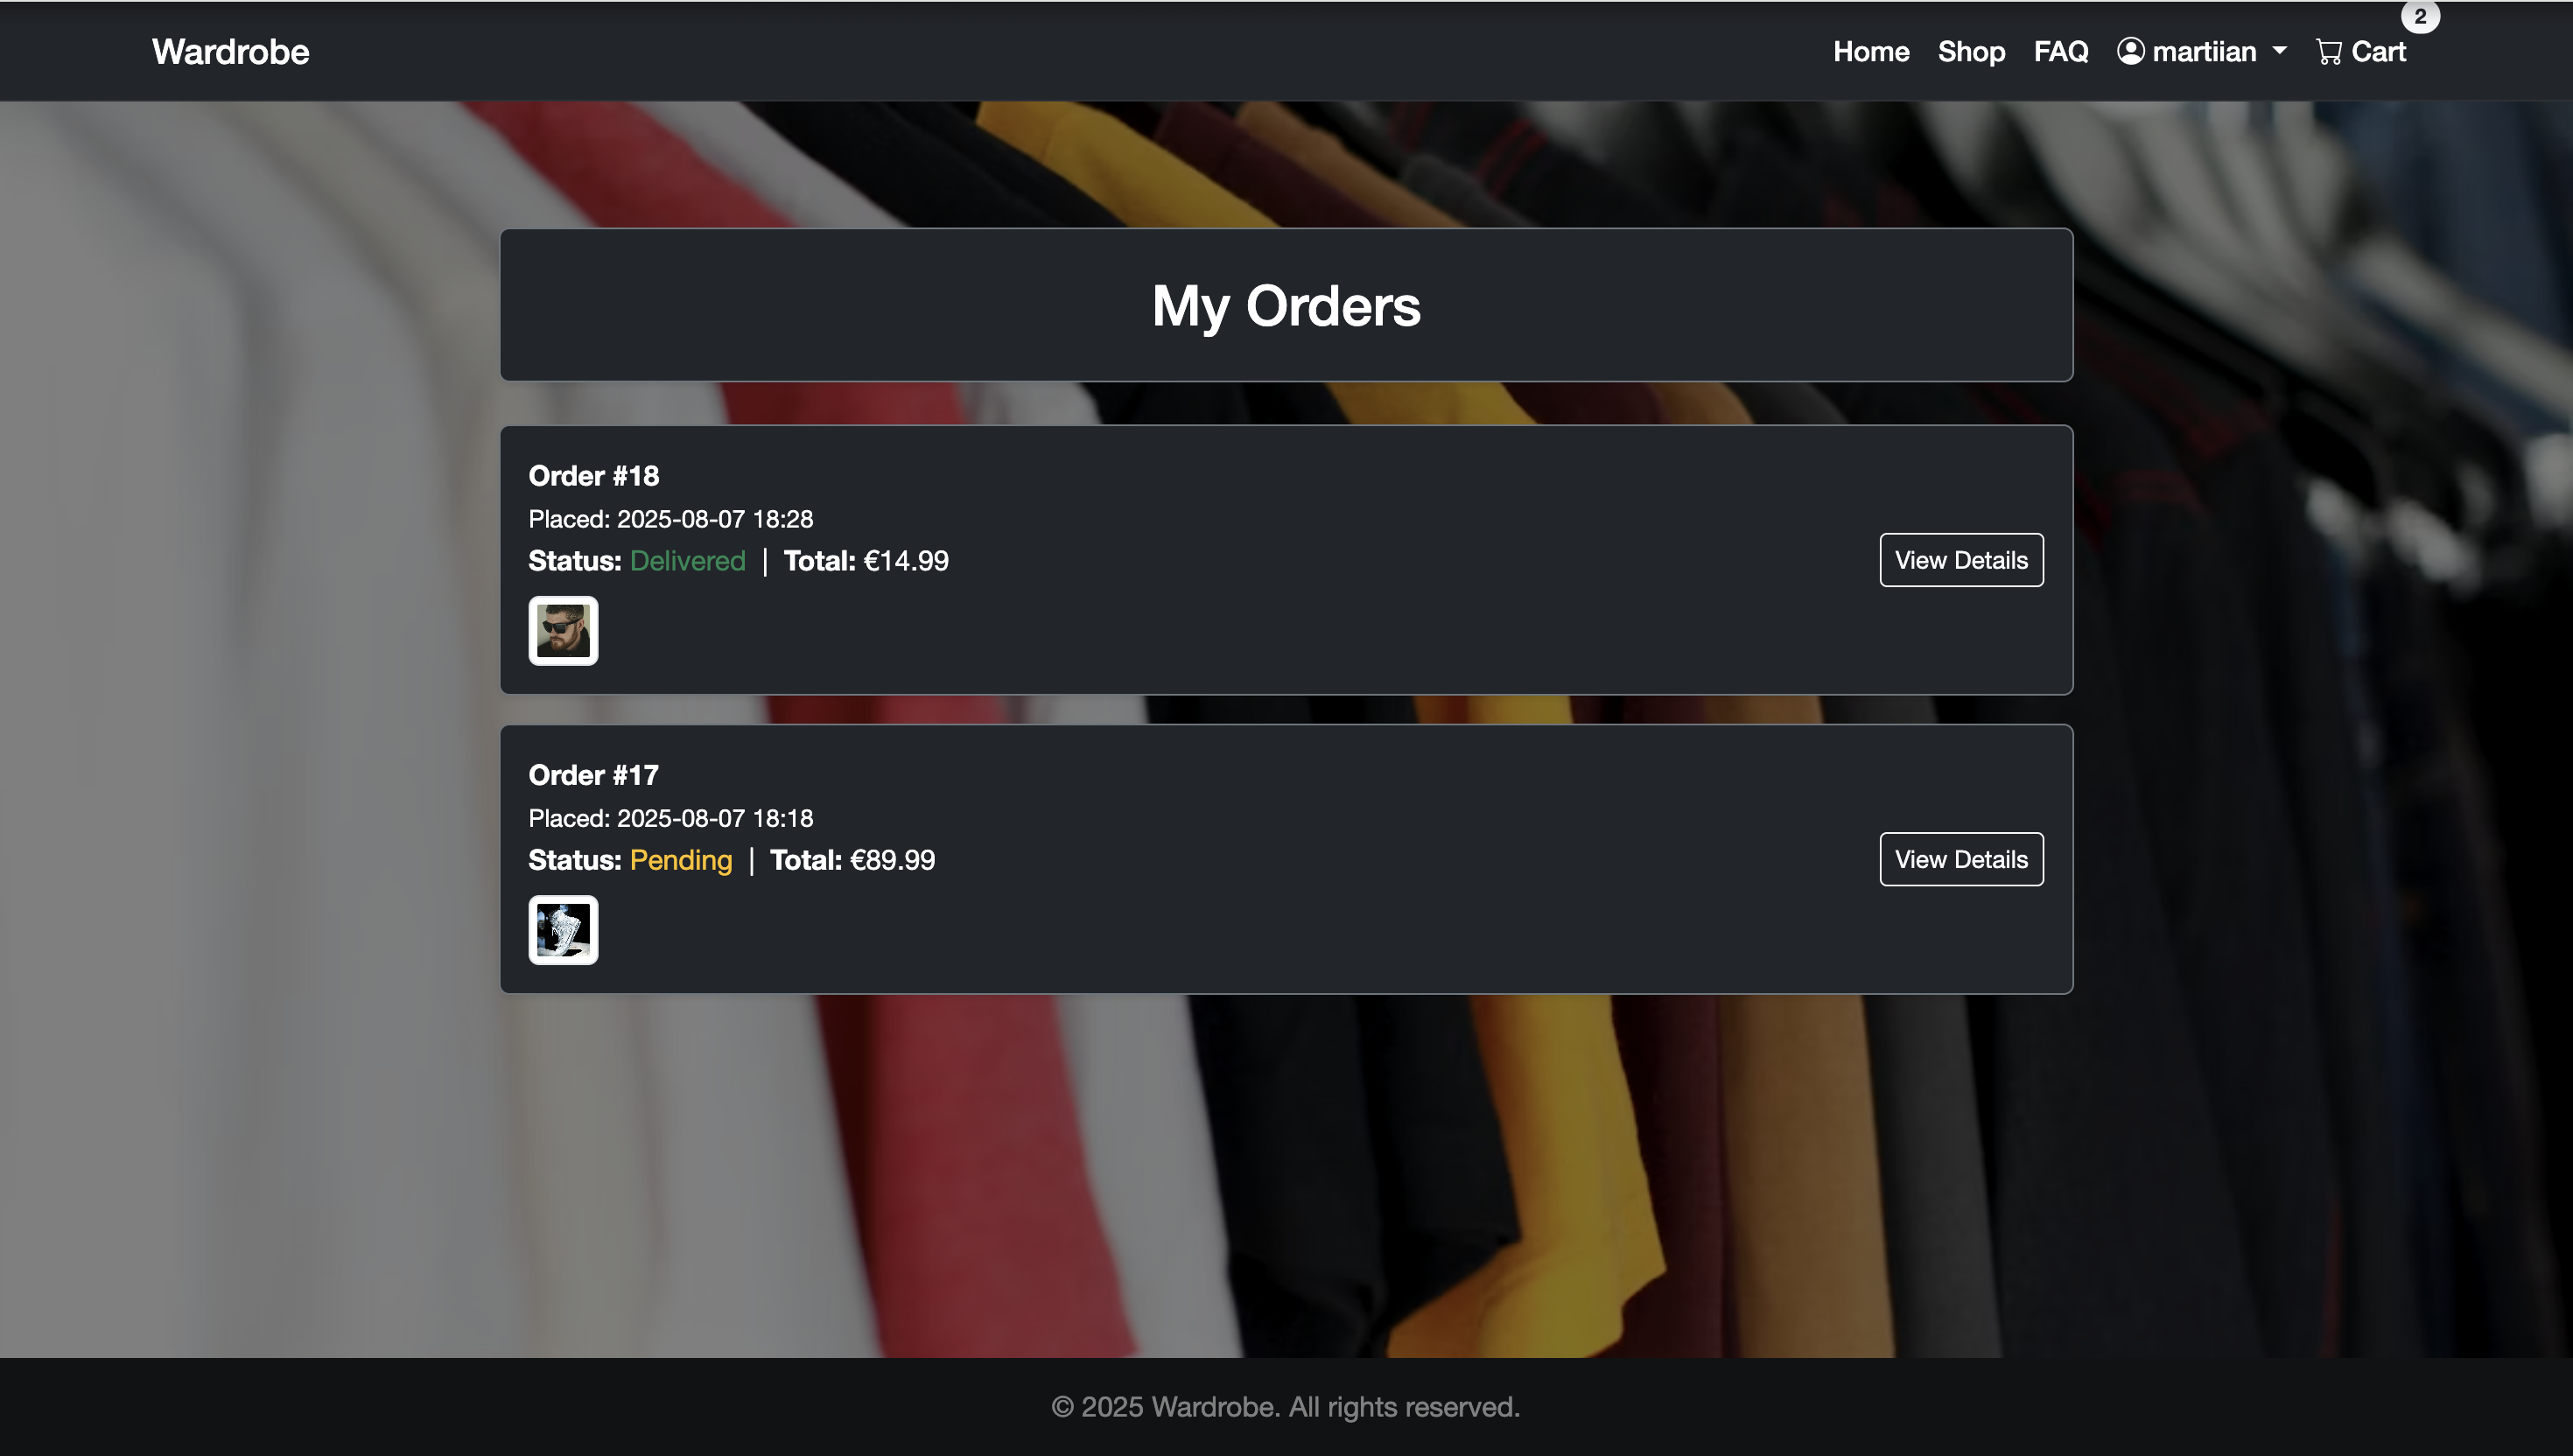 Wardrobe
Home Shop FAQ martiian Cart 2
My Orders
Order #18
Placed: 2025-08-07 18:28
Status: Delivered | Total: €14.99
View Details
Order #17
Placed: 2025-08-07 18:18
Status: Pending | Total: €89.99
View Details
© 2025 Wardrobe. All rights reserved.